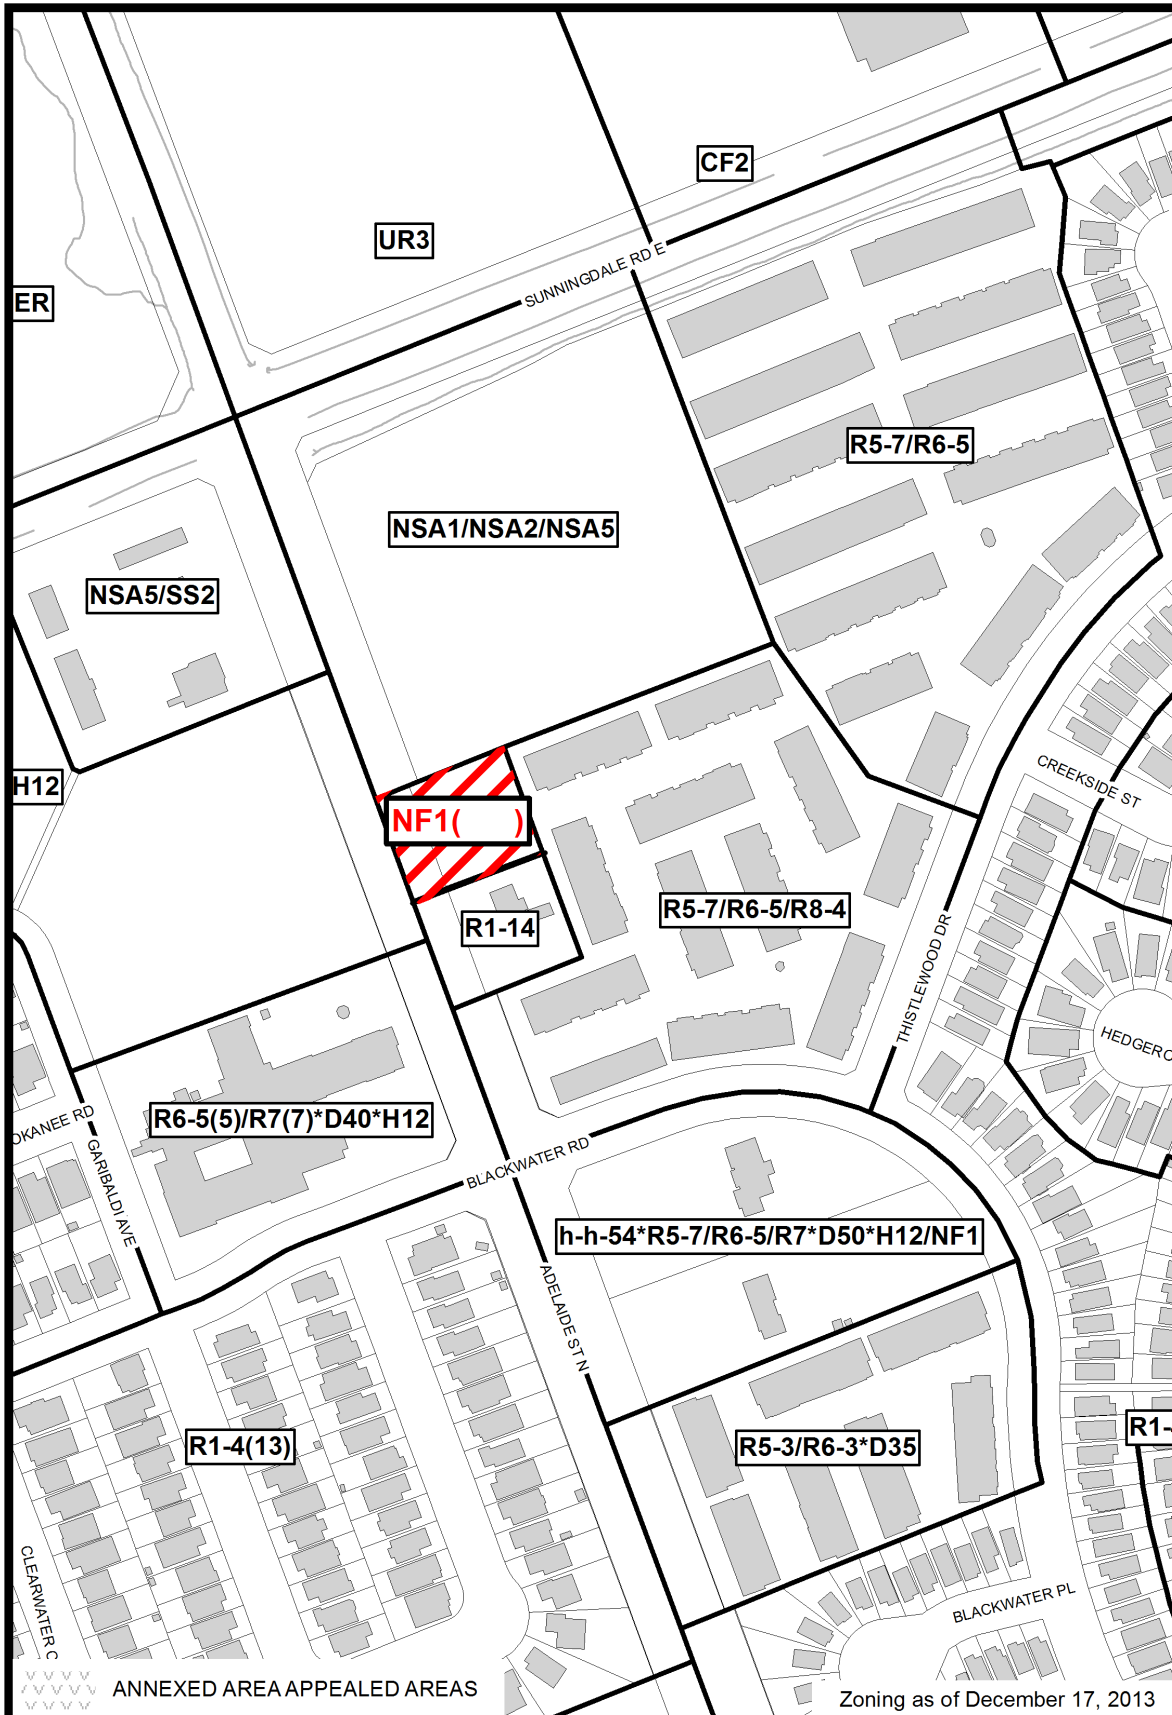 CF2
UR3
SUNNINGDALE RD E
ER
R5-7/R6-5
NSA1/NSA2/NSA5
NSA5/SS2
H12
CREEKSIDE ST
NF1( )
R5-7/R6-5/R8-4
R1-14
THISTLEWOOD DR
HEDGERO
R6-5(5)/R7(7)*D40*H12
OKANEE RD
GARIBALDI AVE
BLACKWATER RD
h-h-54*R5-7/R6-5/R7*D50*H12/NF1
ADELAIDE ST N
R1-4(13)
R5-3/R6-3*D35
R1-
CLEARWATER C
BLACKWATER PL
ANNEXED AREA APPEALED AREAS
Zoning as of December 17, 2013